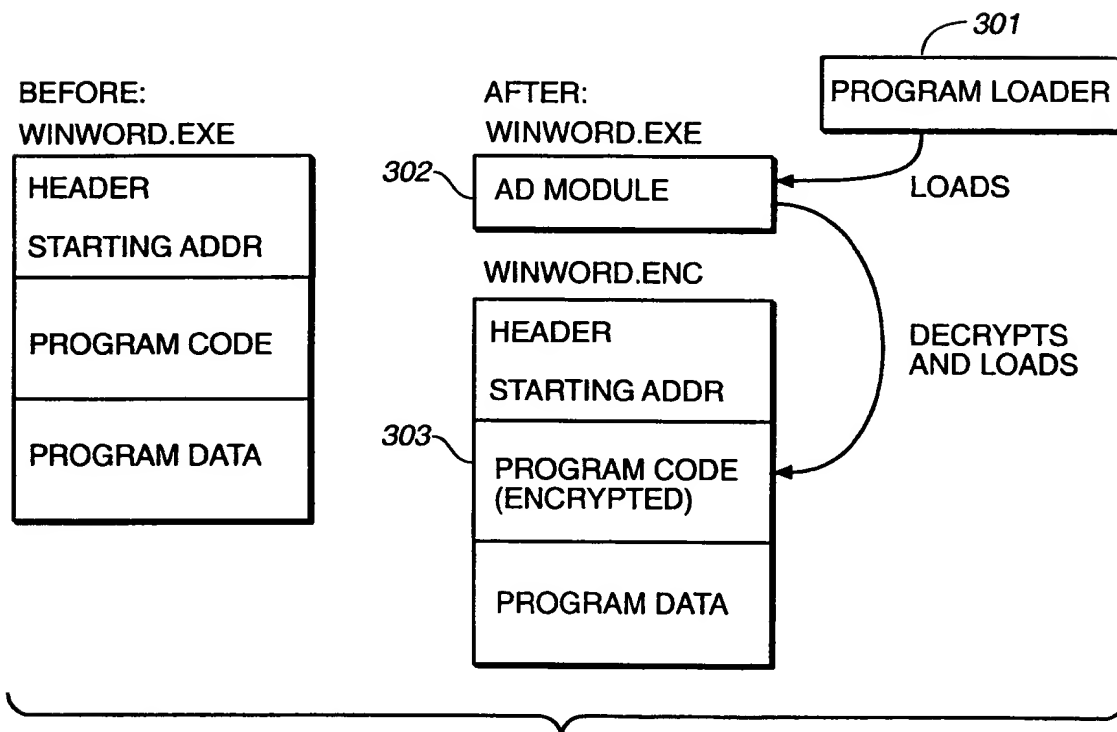 301
PROGRAM LOADER
BEFORE:
WINWORD.EXE
HEADER
STARTING ADDR
PROGRAM CODE
PROGRAM DATA
AFTER:
WINWORD.EXE
302
AD MODULE
LOADS
WINWORD.ENC
HEADER
STARTING ADDR
DECRYPTS
AND LOADS
303
PROGRAM CODE
(ENCRYPTED)
PROGRAM DATA